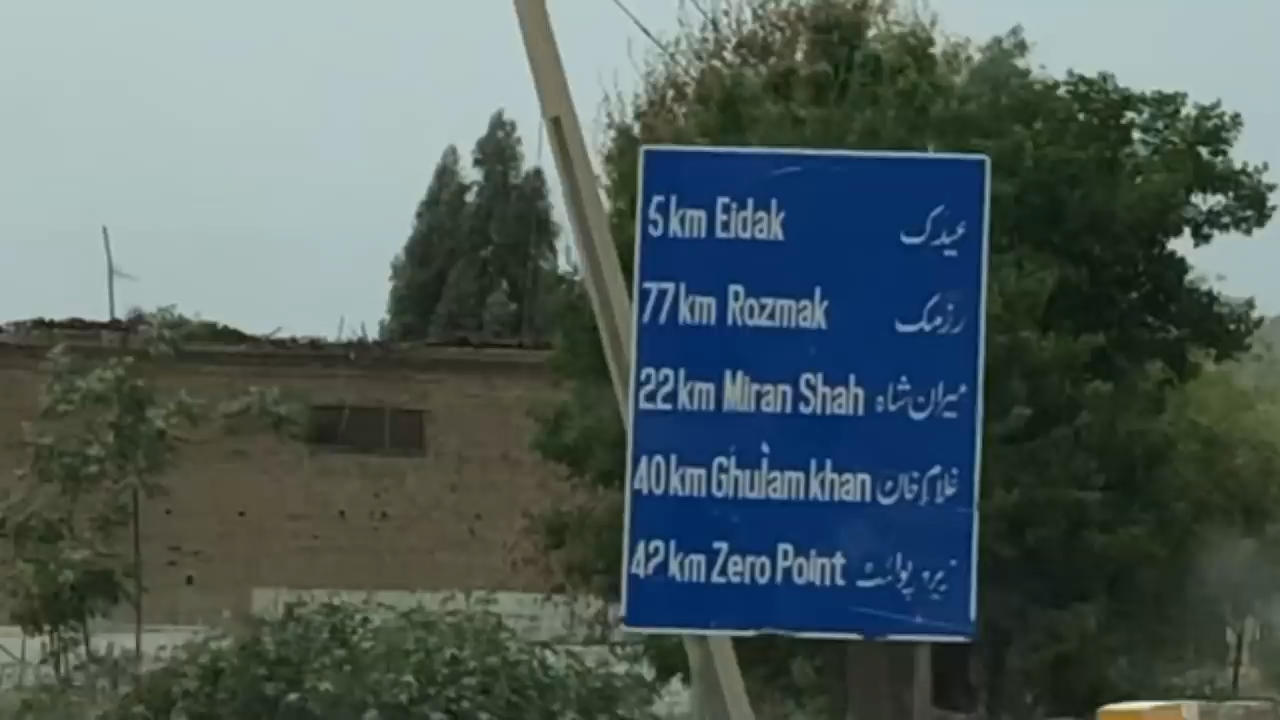 5 km Eidak عیدک
77 km Rozmak رزمک
22 km Miran Shah میران شاہ
40 km Ghulam khan غلام خان
42 km Zero Point زیرو پوائنٹ